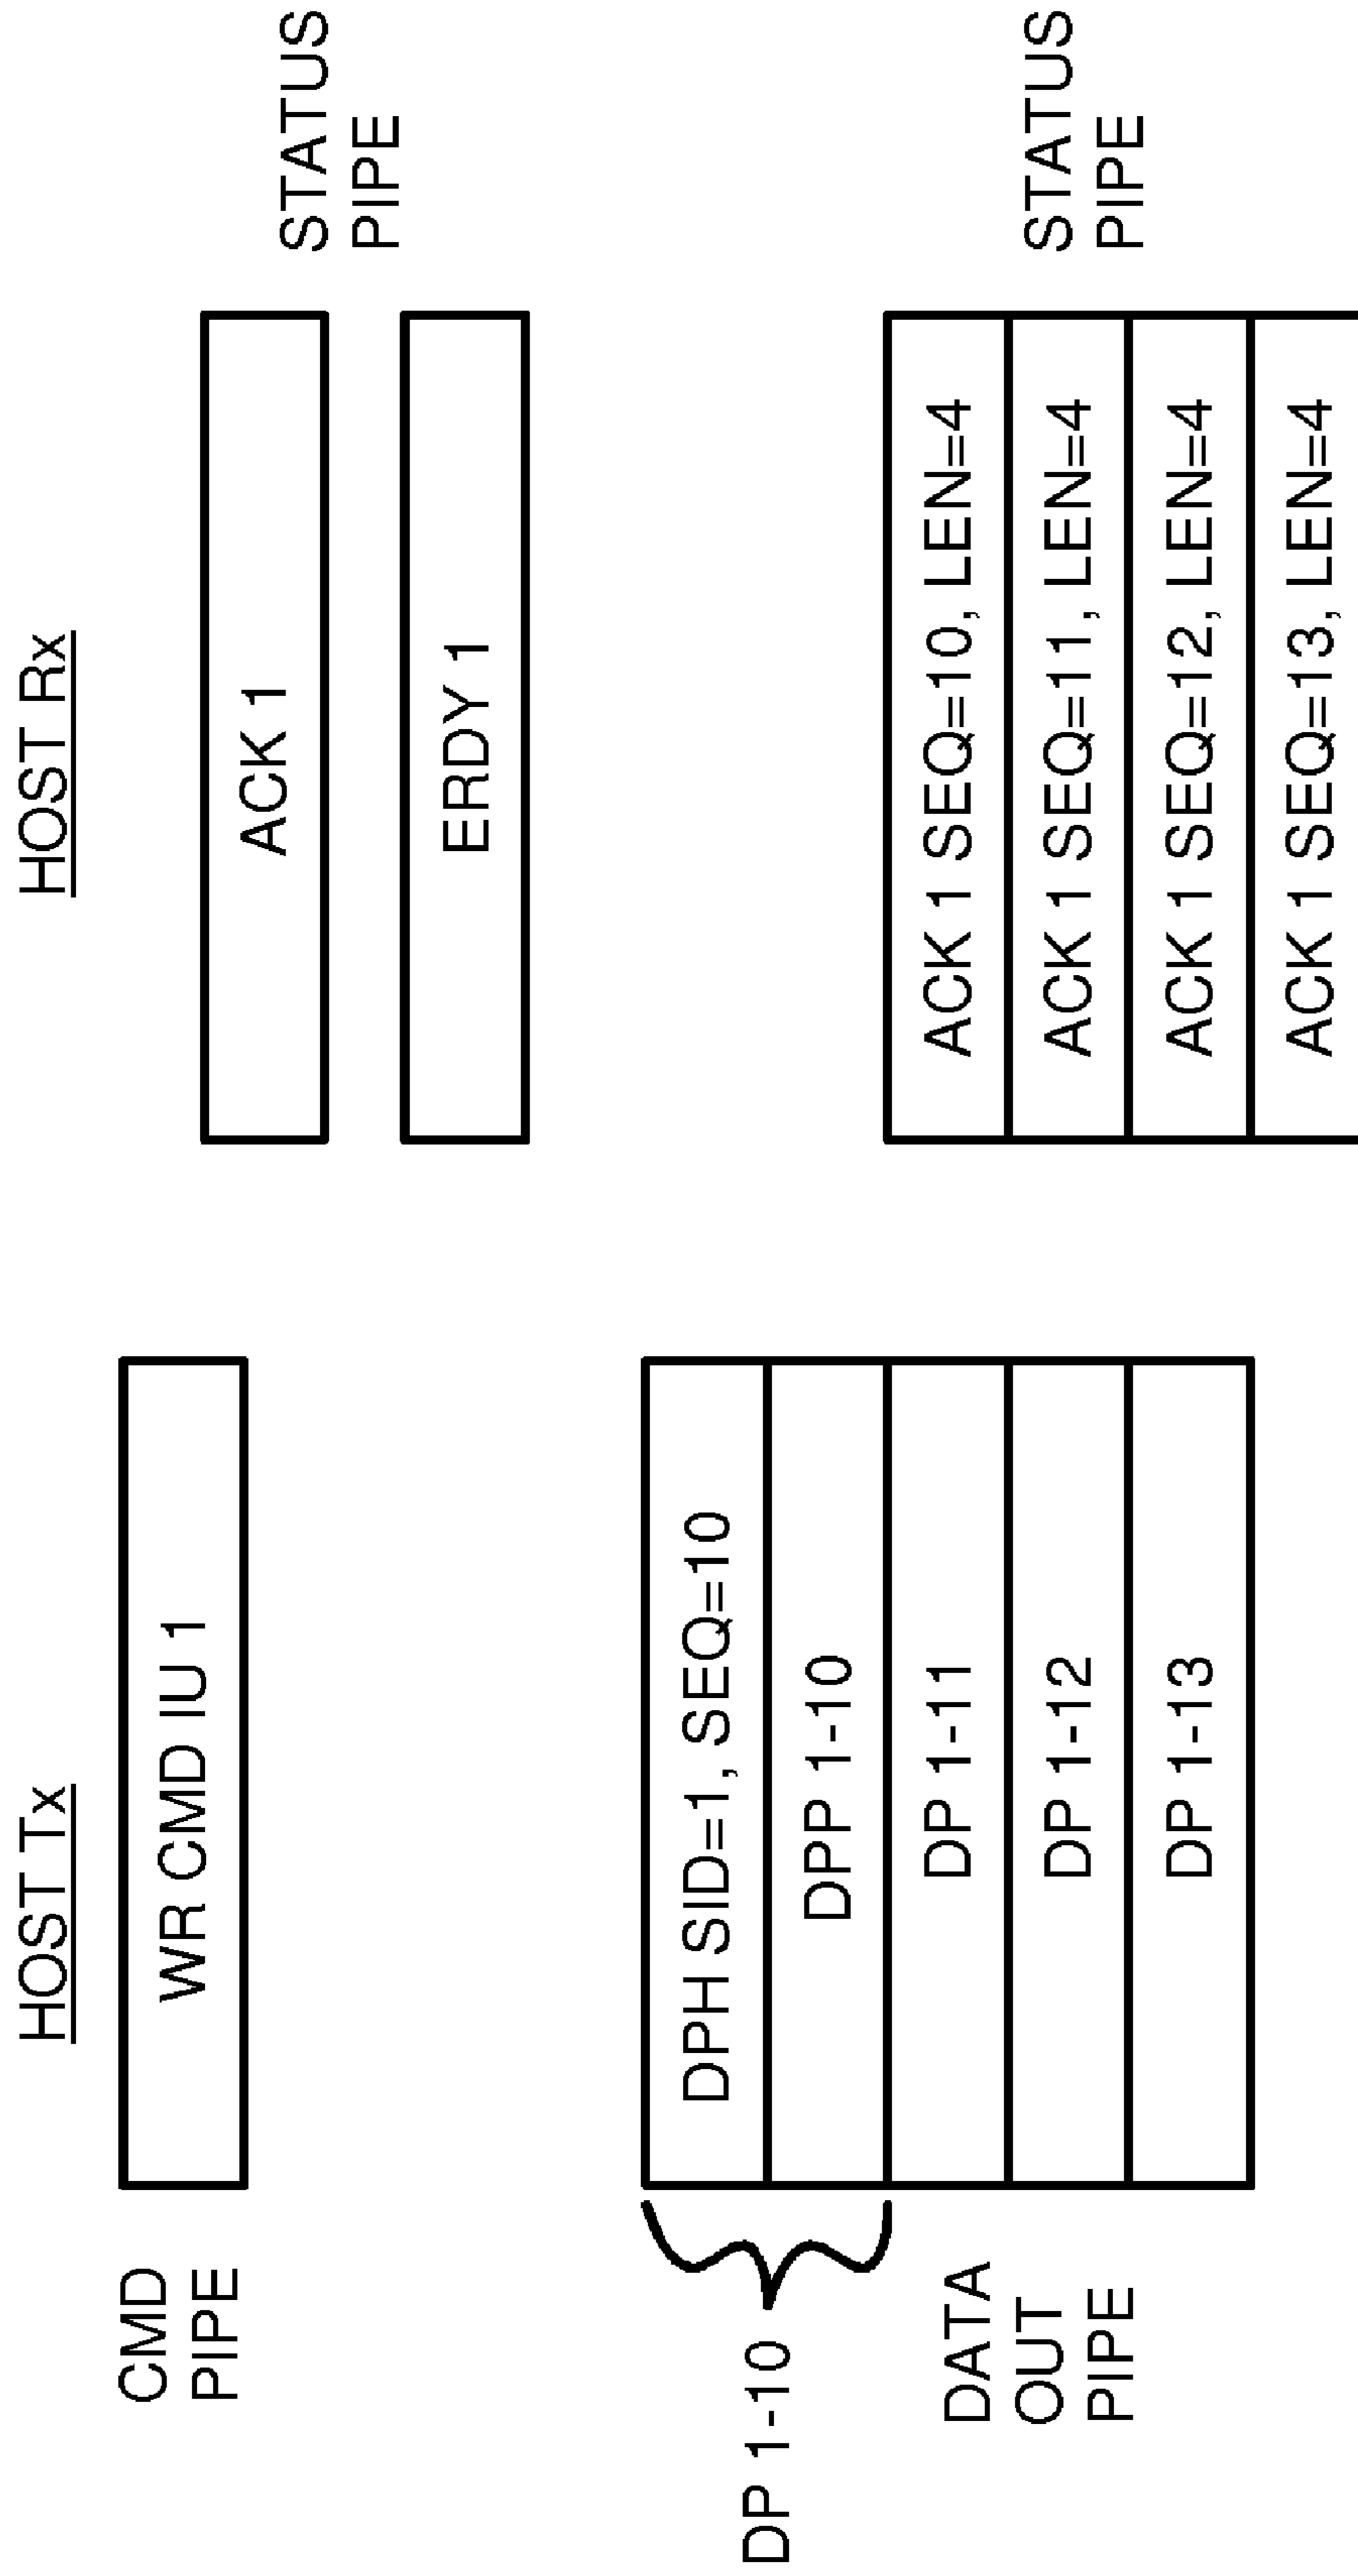 HOST Tx
HOST Rx
CMD
PIPE
WR CMD IU 1
ACK 1
STATUS
PIPE
ERDY 1
DP 1-10
DPH SID=1, SEQ=10
DPP 1-10
DATA
OUT
PIPE
DP 1-11
DP 1-12
DP 1-13
ACK 1 SEQ=10, LEN=4
ACK 1 SEQ=11, LEN=4
ACK 1 SEQ=12, LEN=4
ACK 1 SEQ=13, LEN=4
STATUS
PIPE